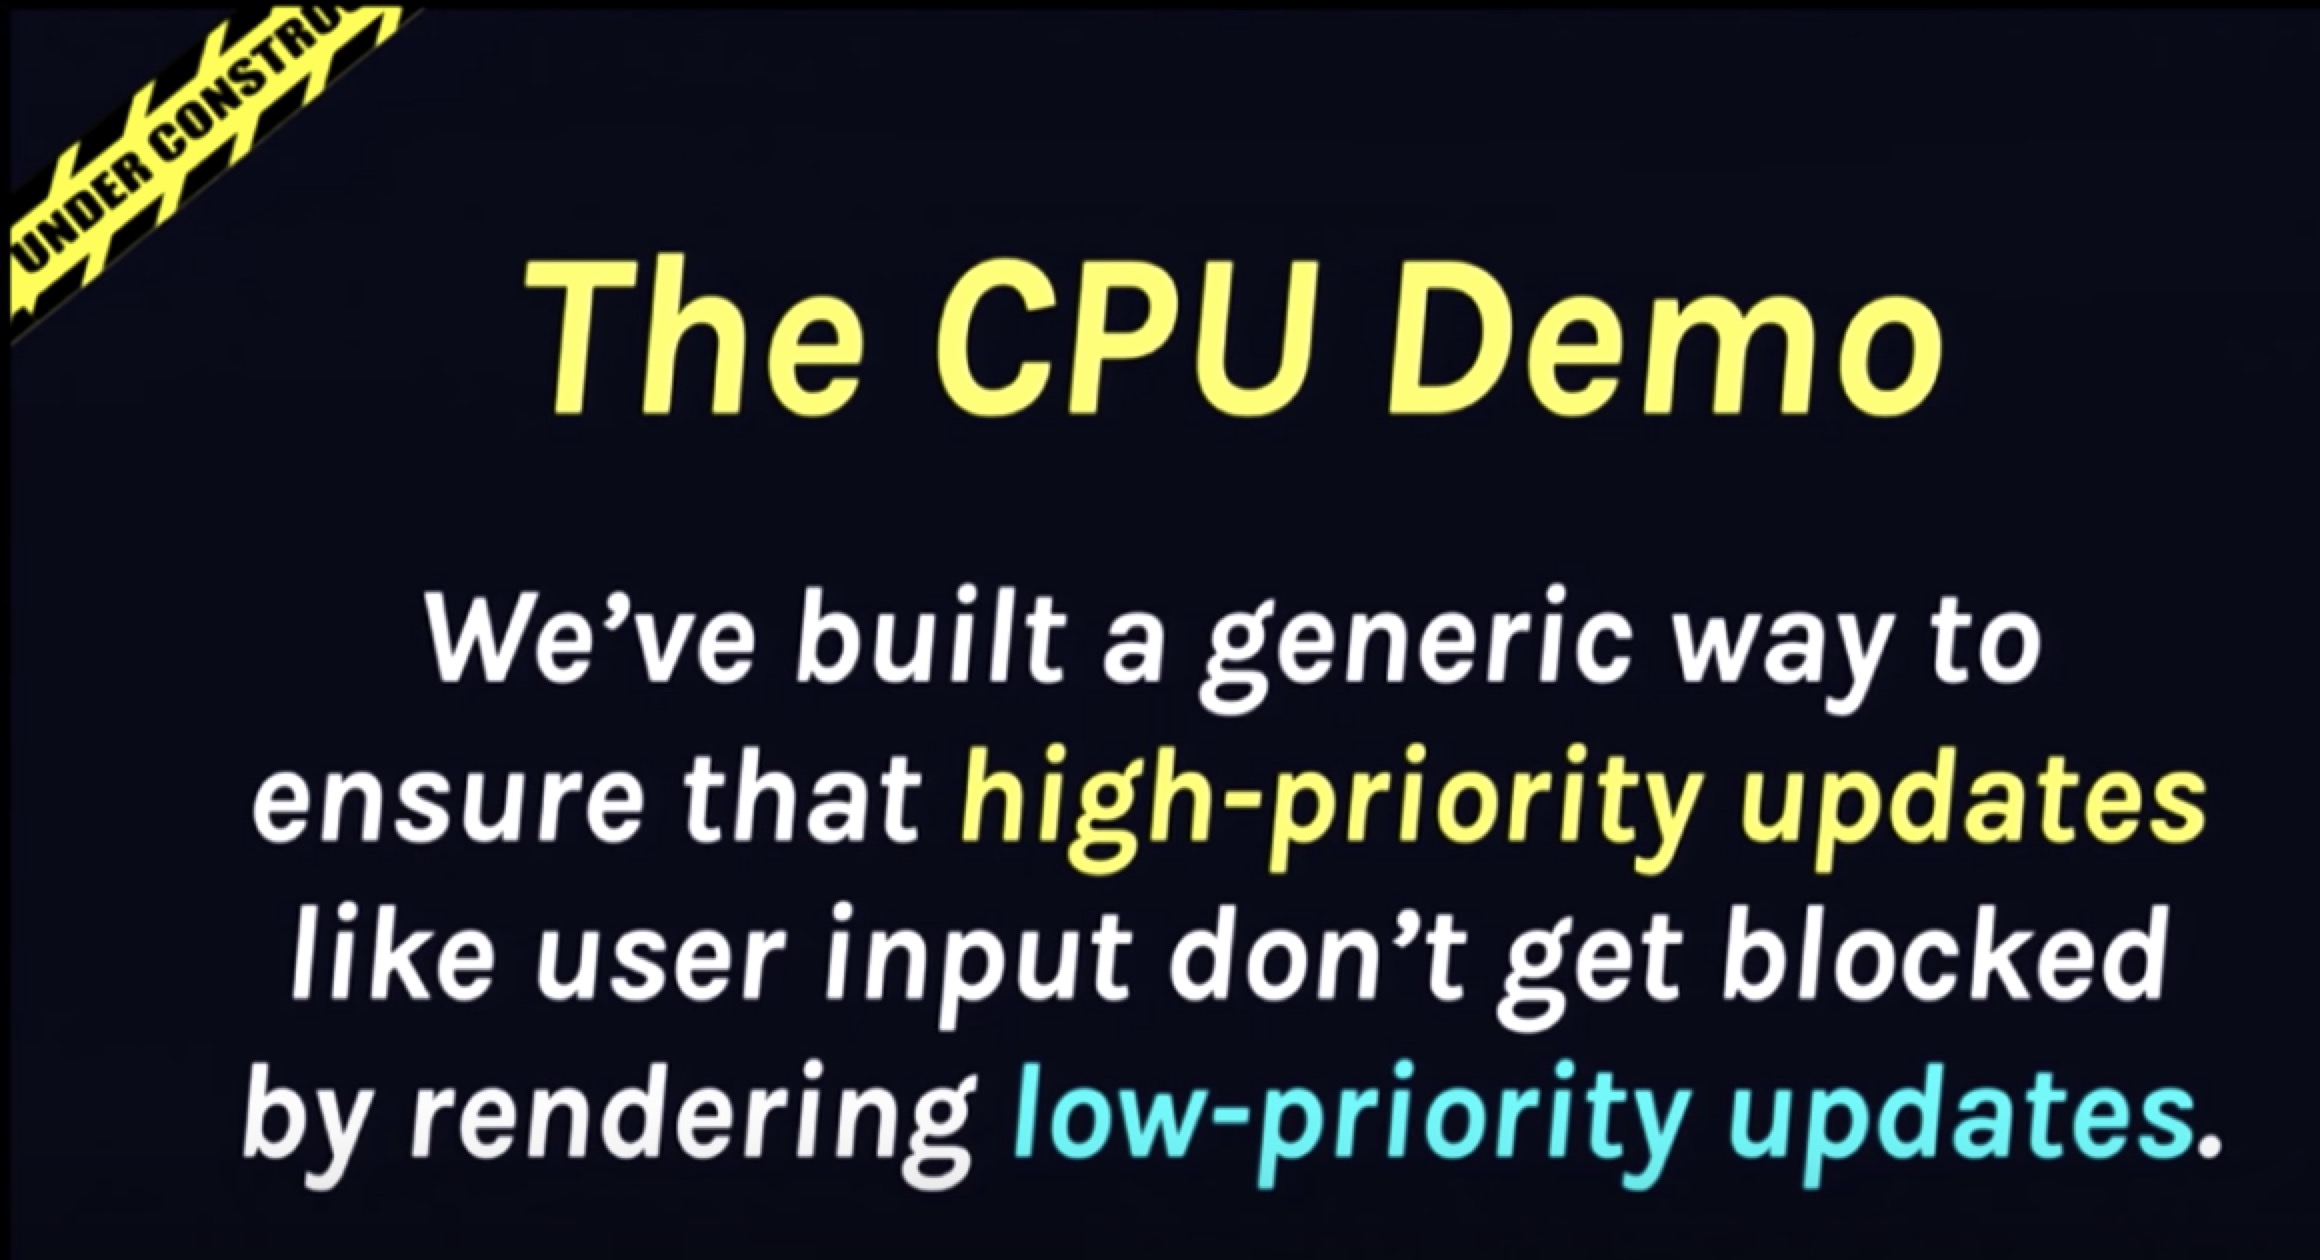 UNDER CONSTRU
The CPU Demo
We’ve built a generic way to
ensure that high-priority updates
like user input don’t get blocked
by rendering low-priority updates.